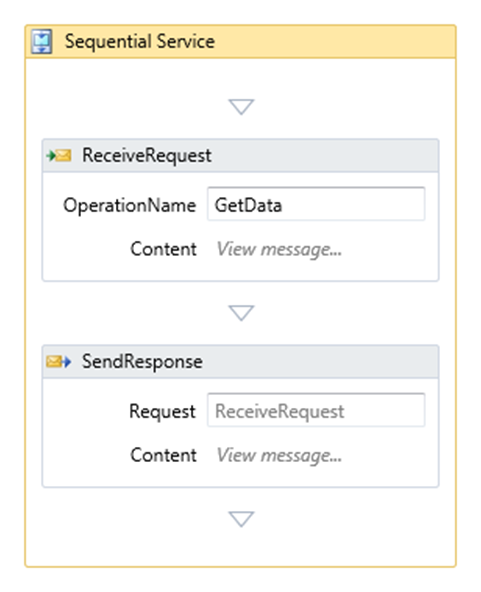 Sequential Service
ReceiveRequest
OperationName GetData
Content View message...
SendResponse
Request ReceiveRequest
Content View message...